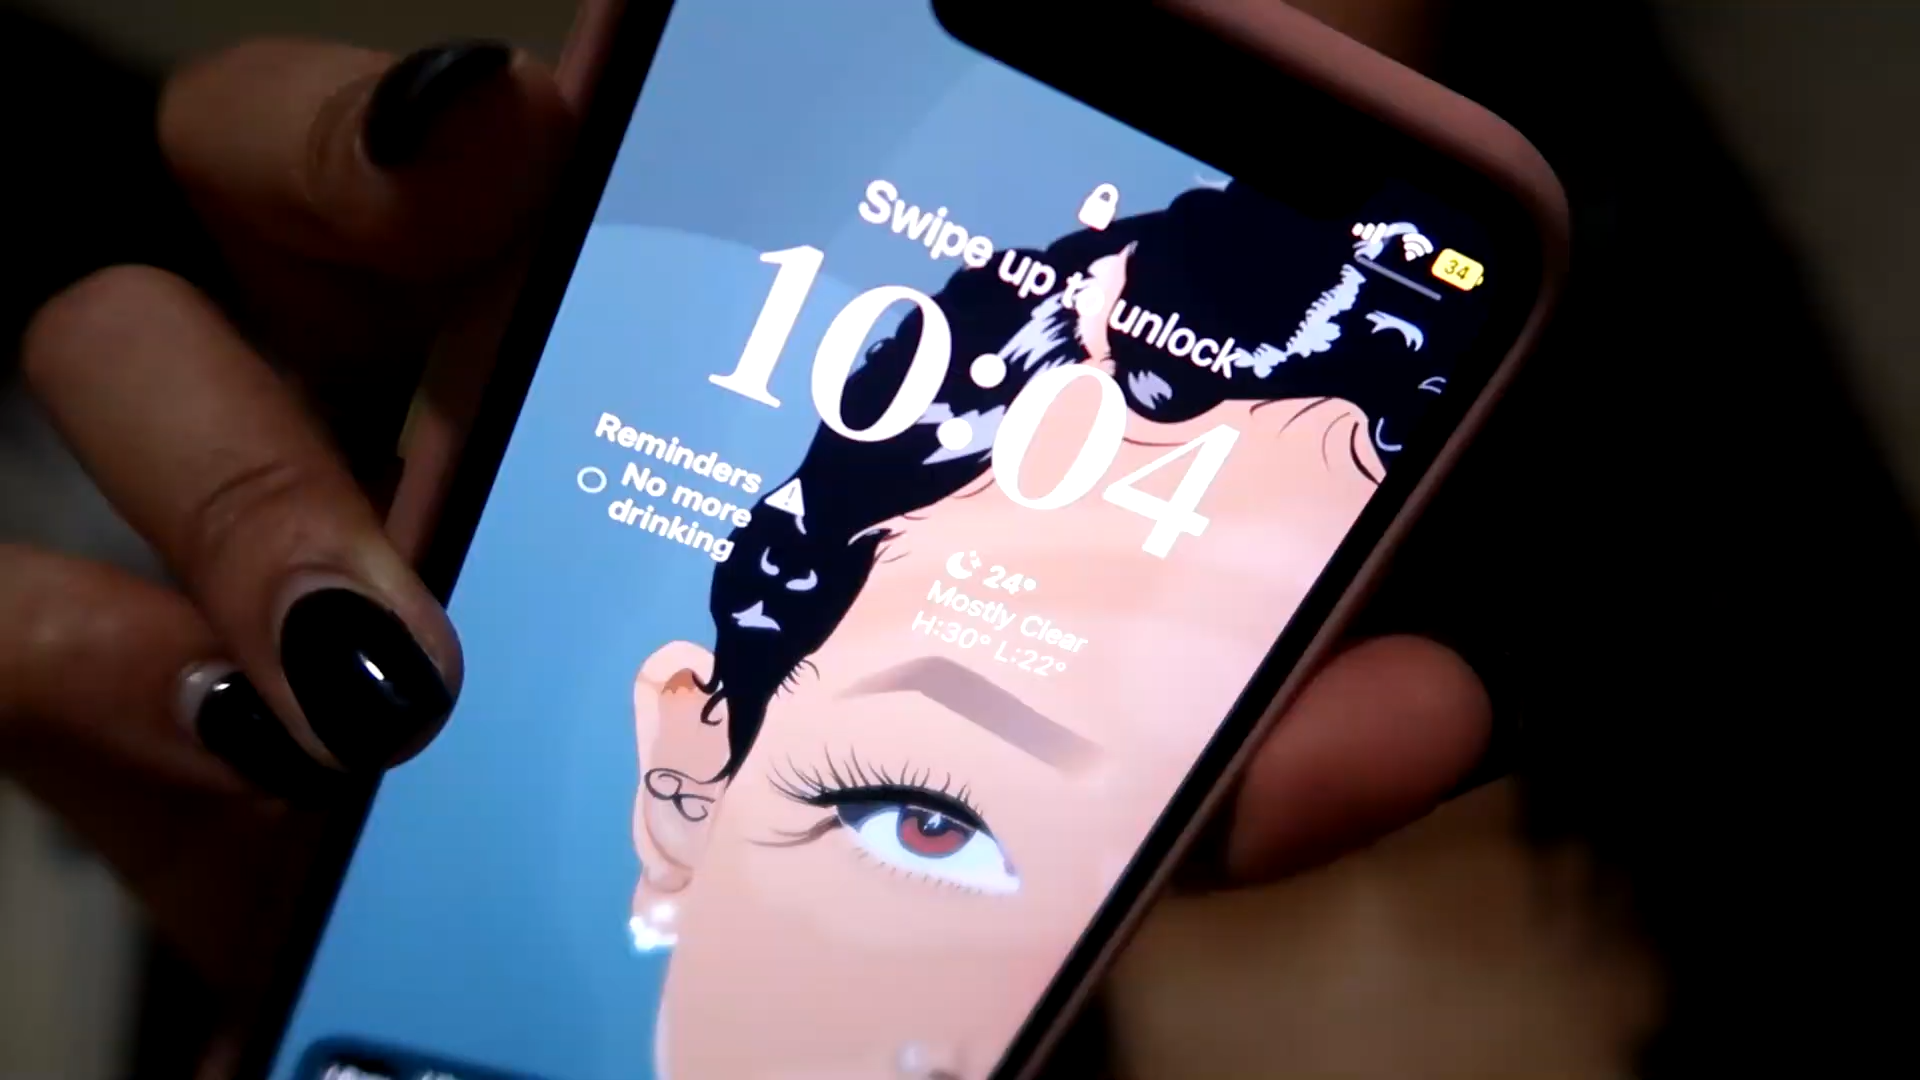 34
Swipe up to unlock
10:04
Reminders
No more
drinking
24°
Mostly Clear
H:30° L:22°